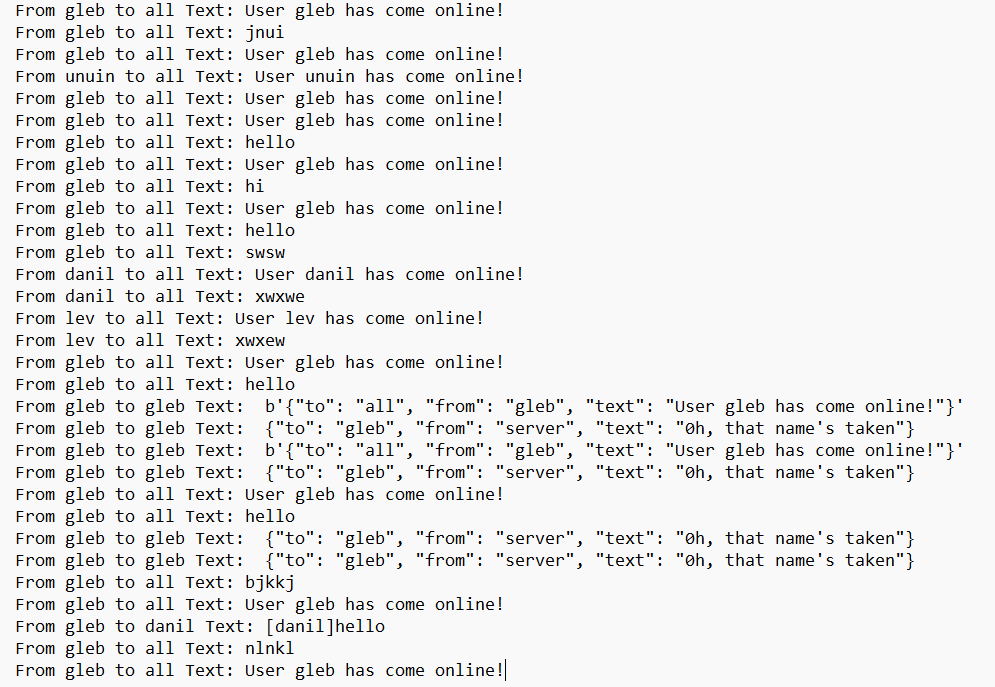 From gleb to all Text: User gleb has come online!
From gleb to all Text: jnui
From gleb to all Text: User gleb has come online!
From unuin to all Text: User unuin has come online!
From gleb to all Text: User gleb has come online!
From gleb to all Text: User gleb has come online!
From gleb to all Text: hello
From gleb to all Text: User gleb has come online!
From gleb to all Text: hi
From gleb to all Text: User gleb has come online!
From gleb to all Text: hello
From gleb to all Text: swsw
From danil to all Text: User danil has come online!
From danil to all Text: xwxwe
From lev to all Text: User lev has come online!
From lev to all Text: xwxew
From gleb to all Text: User gleb has come online!
From gleb to all Text: hello
From gleb to gleb Text:  b'{"to": "all", "from": "gleb", "text": "User gleb has come online!"}'
From gleb to gleb Text:  {"to": "gleb", "from": "server", "text": "0h, that name's taken"}
From gleb to gleb Text:  b'{"to": "all", "from": "gleb", "text": "User gleb has come online!"}'
From gleb to gleb Text:  {"to": "gleb", "from": "server", "text": "0h, that name's taken"}
From gleb to all Text: User gleb has come online!
From gleb to all Text: hello
From gleb to gleb Text:  {"to": "gleb", "from": "server", "text": "0h, that name's taken"}
From gleb to gleb Text:  {"to": "gleb", "from": "server", "text": "0h, that name's taken"}
From gleb to all Text: bjkkj
From gleb to all Text: User gleb has come online!
From gleb to danil Text: [danil]hello
From gleb to all Text: nlnkl
From gleb to all Text: User gleb has come online!